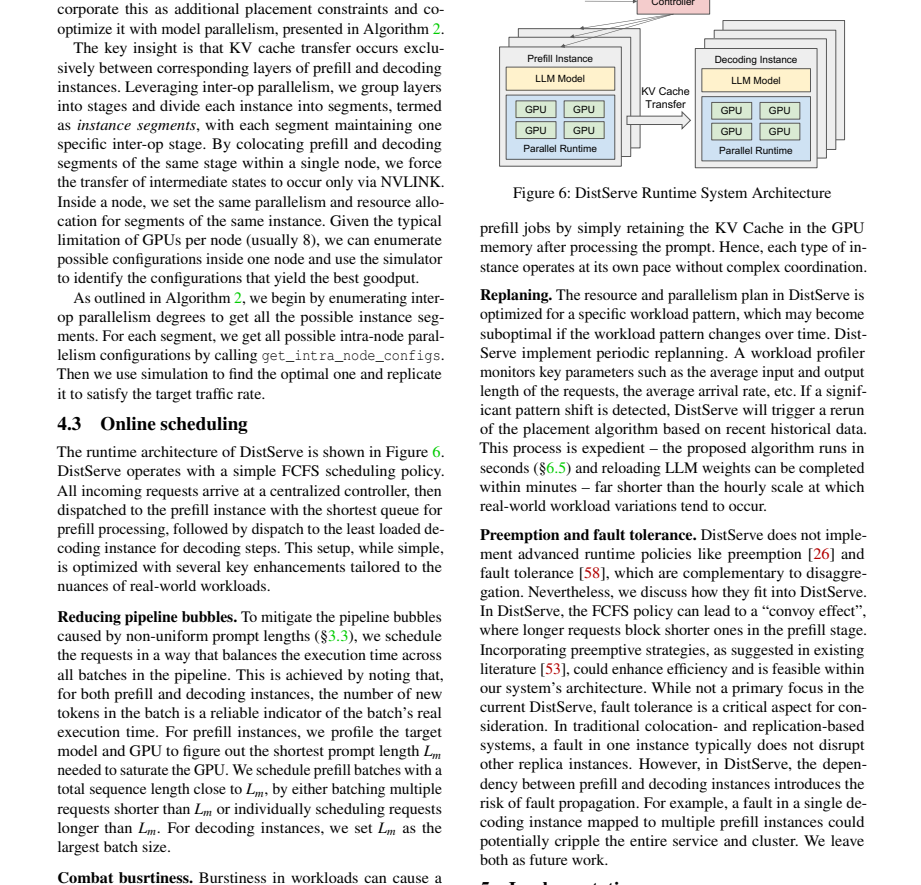 corporate this as additional placement constraints and co-
optimize it with model parallelism, presented in Algorithm 2.
The key insight is that KV cache transfer occurs exclu-
sively between corresponding layers of prefill and decoding
instances. Leveraging inter-op parallelism, we group layers
into stages and divide each instance into segments, termed
as instance segments, with each segment maintaining one
specific inter-op stage. By colocating prefill and decoding
segments of the same stage within a single node, we force
the transfer of intermediate states to occur only via NVLINK.
Inside a node, we set the same parallelism and resource allo-
cation for segments of the same instance. Given the typical
limitation of GPUs per node (usually 8), we can enumerate
possible configurations inside one node and use the simulator
to identify the configurations that yield the best goodput.
As outlined in Algorithm 2, we begin by enumerating inter-
op parallelism degrees to get all the possible instance seg-
ments. For each segment, we get all possible intra-node paral-
lelism configurations by calling get_intra_node_configs.
Then we use simulation to find the optimal one and replicate
it to satisfy the target traffic rate.
4.3 Online scheduling
The runtime architecture of DistServe is shown in Figure 6.
DistServe operates with a simple FCFS scheduling policy.
All incoming requests arrive at a centralized controller, then
dispatched to the prefill instance with the shortest queue for
prefill processing, followed by dispatch to the least loaded de-
coding instance for decoding steps. This setup, while simple,
is optimized with several key enhancements tailored to the
nuances of real-world workloads.
Reducing pipeline bubbles. To mitigate the pipeline bubbles
caused by non-uniform prompt lengths (§3.3), we schedule
the requests in a way that balances the execution time across
all batches in the pipeline. This is achieved by noting that,
for both prefill and decoding instances, the number of new
tokens in the batch is a reliable indicator of the batch's real
execution time. For prefill instances, we profile the target
model and GPU to figure out the shortest prompt length Lm
needed to saturate the GPU. We schedule prefill batches with a
total sequence length close to Lm, by either batching multiple
requests shorter than Lm or individually scheduling requests
longer than Lm. For decoding instances, we set Lm as the
largest batch size.
Combat busrtiness. Burstiness in workloads can cause a
Controller
Prefill Instance
LLM Model
GPU GPU
GPU GPU
Parallel Runtime
KV Cache
Transfer
Decoding Instance
LLM Model
GPU GPU
GPU GPU
Parallel Runtime
Figure 6: DistServe Runtime System Architecture
prefill jobs by simply retaining the KV Cache in the GPU
memory after processing the prompt. Hence, each type of in-
stance operates at its own pace without complex coordination.
Replaning. The resource and parallelism plan in DistServe is
optimized for a specific workload pattern, which may become
suboptimal if the workload pattern changes over time. Dist-
Serve implement periodic replanning. A workload profiler
monitors key parameters such as the average input and output
length of the requests, the average arrival rate, etc. If a signif-
icant pattern shift is detected, DistServe will trigger a rerun
of the placement algorithm based on recent historical data.
This process is expedient – the proposed algorithm runs in
seconds (§6.5) and reloading LLM weights can be completed
within minutes – far shorter than the hourly scale at which
real-world workload variations tend to occur.
Preemption and fault tolerance. DistServe does not imple-
ment advanced runtime policies like preemption [26] and
fault tolerance [58], which are complementary to disaggre-
gation. Nevertheless, we discuss how they fit into DistServe.
In DistServe, the FCFS policy can lead to a “convoy effect”,
where longer requests block shorter ones in the prefill stage.
Incorporating preemptive strategies, as suggested in existing
literature [53], could enhance efficiency and is feasible within
our system's architecture. While not a primary focus in the
current DistServe, fault tolerance is a critical aspect for con-
sideration. In traditional colocation- and replication-based
systems, a fault in one instance typically does not disrupt
other replica instances. However, in DistServe, the depen-
dency between prefill and decoding instances introduces the
risk of fault propagation. For example, a fault in a single de-
coding instance mapped to multiple prefill instances could
potentially cripple the entire service and cluster. We leave
both as future work.